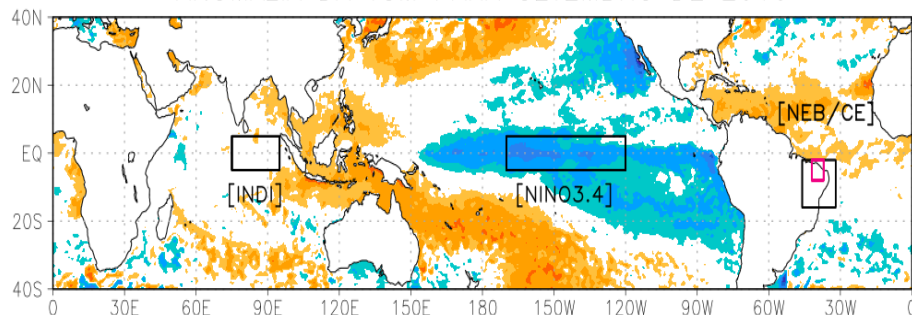 40N
20N
[NEB/CE]
EQ
[INDI]
[NINO3.4]
20S
40S
0 30E 60E 90E 120E 150E 180 150W 120W 90W 60W 30W 0